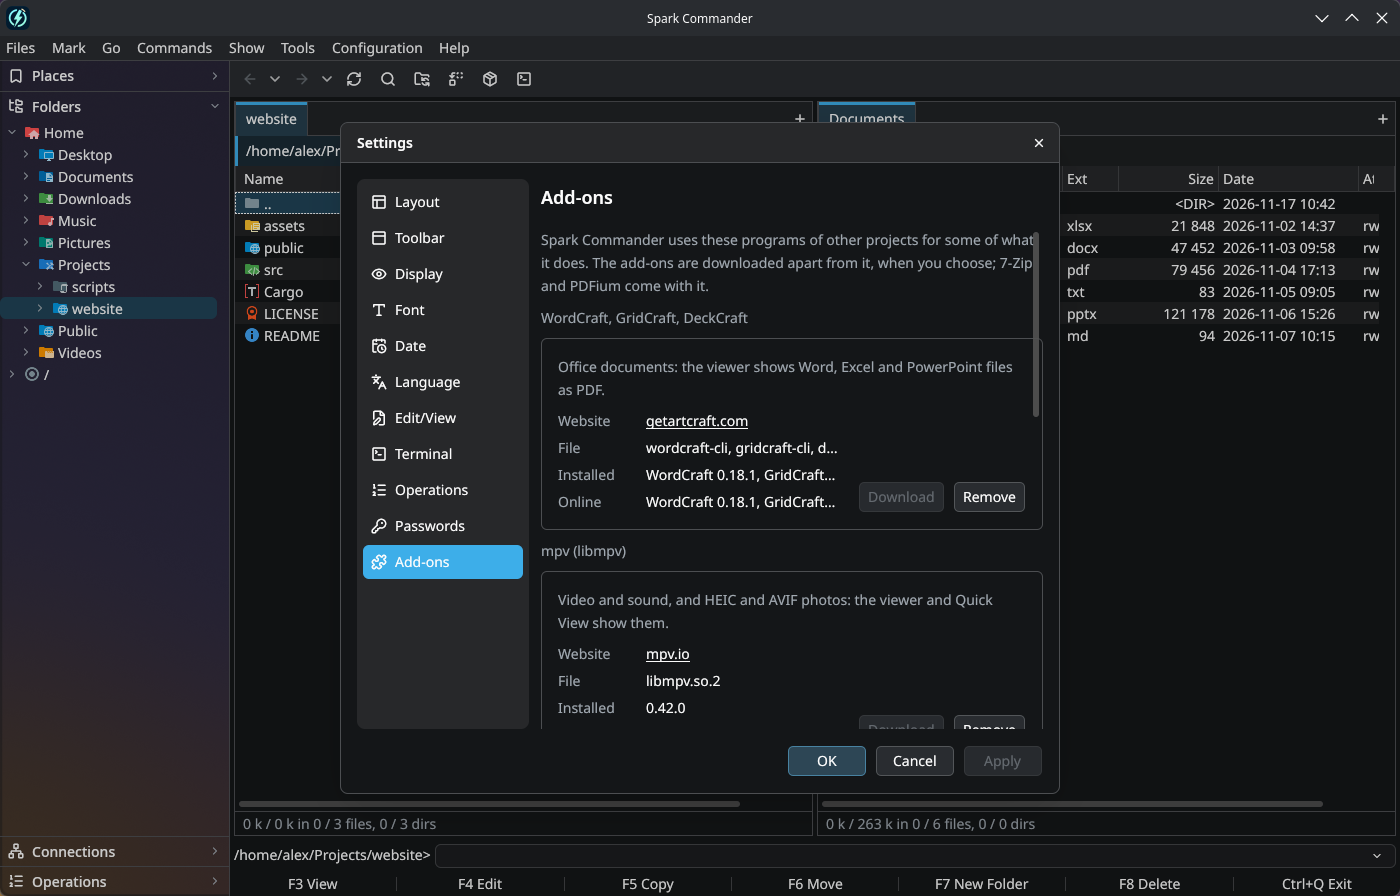 Spark Commander
Files Mark Go Commands Show Tools Configuration Help
Places
Folders
Home
Desktop
Documents
Downloads
Music
Pictures
Projects
scripts
website
Public
Videos
/
Connections
Operations
website
+
/home/alex/Pr
Name
..
assets
public
src
Cargo
LICENSE
README
0 k / 0 k in 0 / 3 files, 0 / 3 dirs
Documents
+
Ext Size Date
<DIR> 2026-11-17 10:42
xlsx 21 848 2026-11-02 14:37 rw
docx 47 452 2026-11-03 09:58 rw
pdf 79 456 2026-11-04 17:13 rw
txt 83 2026-11-05 09:05 rw
pptx 121 178 2026-11-06 15:26 rw
md 94 2026-11-07 10:15 rw
0 k / 263 k in 0 / 6 files, 0 / 0 dirs
Settings
Layout
Toolbar
Display
Font
Date
Language
Edit/View
Terminal
Operations
Passwords
Add-ons
Add-ons
Spark Commander uses these programs of other projects for some of what
it does. The add-ons are downloaded apart from it, when you choose; 7-Zip
and PDFium come with it.
WordCraft, GridCraft, DeckCraft
Office documents: the viewer shows Word, Excel and PowerPoint files
as PDF.
Website getartcraft.com
File wordcraft-cli, gridcraft-cli, d...
Installed WordCraft 0.18.1, GridCraft...
Online WordCraft 0.18.1, GridCraft...
Download Remove
mpv (libmpv)
Video and sound, and HEIC and AVIF photos: the viewer and Quick
View show them.
Website mpv.io
File libmpv.so.2
Installed 0.42.0
Download Remove
OK Cancel Apply
/home/alex/Projects/website>
F3 View F4 Edit F5 Copy F6 Move F7 New Folder F8 Delete Ctrl+Q Exit